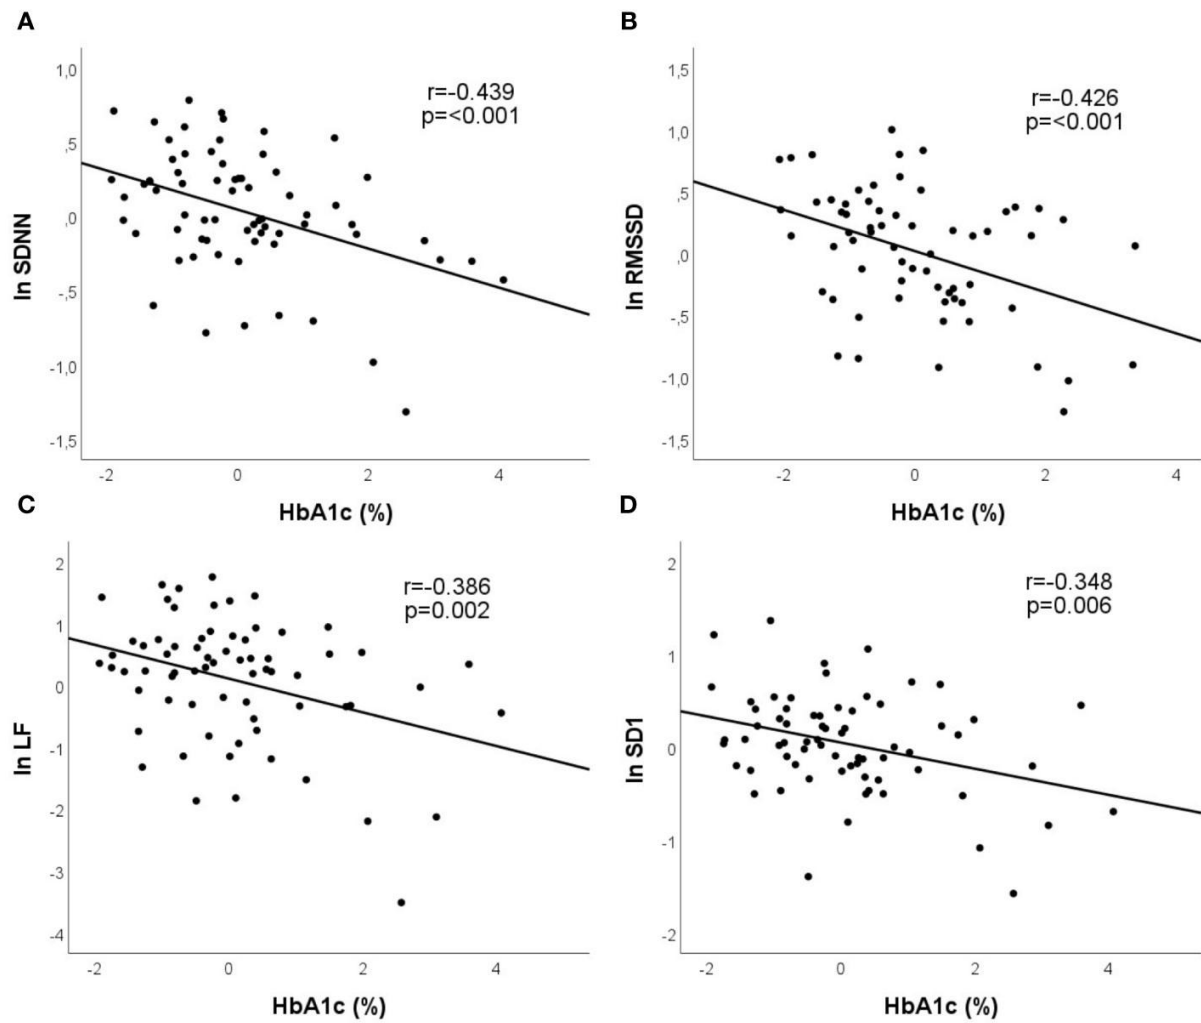 A
1,0
,5
,0
-,5
-1,0
-1,5
ln SDNN
r=-0.439
p=<0.001
-2 0 2 4
HbA1c (%)
B
1,5
1,0
,5
,0
-,5
-1,0
-1,5
ln RMSSD
r=-0.426
p=<0.001
-2 0 2 4
HbA1c (%)
C
2
1
0
-1
-2
-3
-4
ln LF
r=-0.386
p=0.002
-2 0 2 4
HbA1c (%)
D
2
1
0
-1
-2
ln SD1
r=-0.348
p=0.006
-2 0 2 4
HbA1c (%)